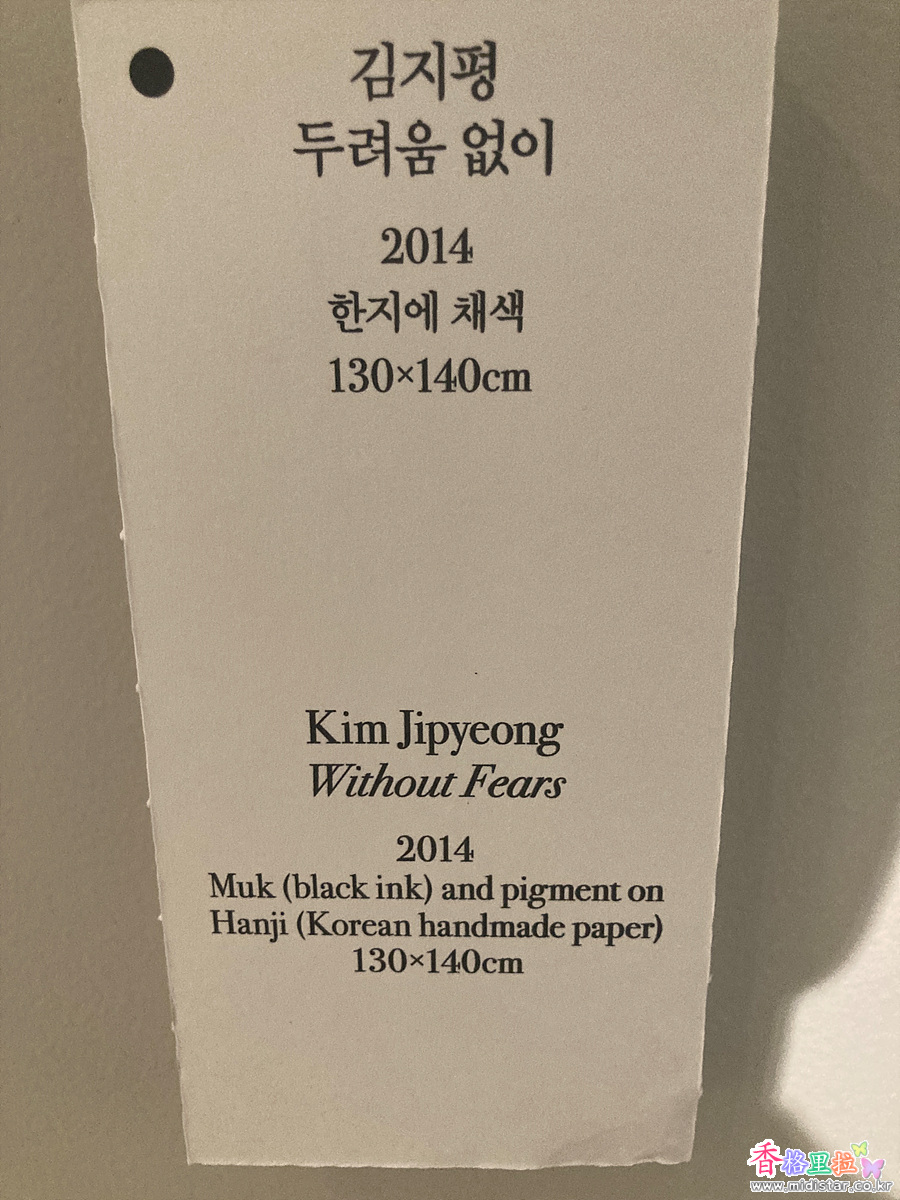 김지평
두려움 없이
2014
한지에 채색
130×140cm
Kim Jipyeong
Without Fears
2014
Muk (black ink) and pigment on
Hanji (Korean handmade paper)
130×140cm
香格里拉
www.midistar.co.kr